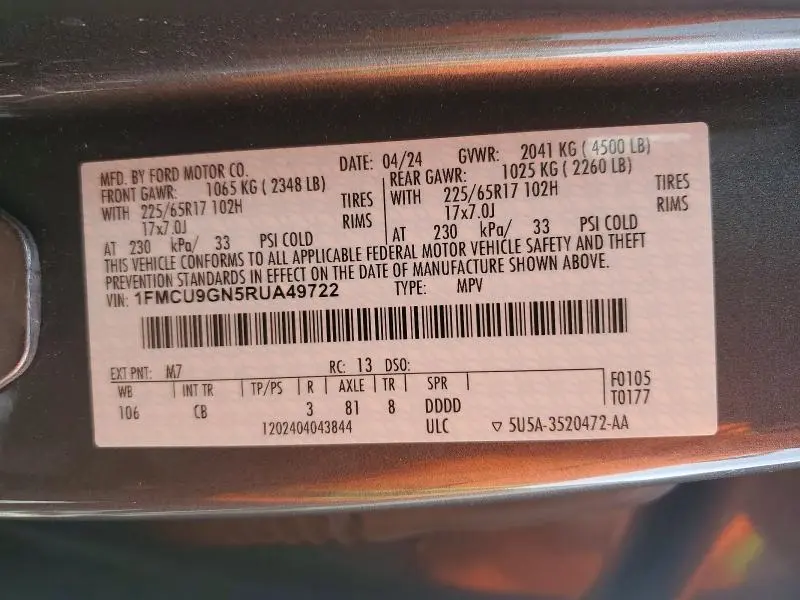 MFD. BY FORD MOTOR CO. DATE: 04/24 GVWR: 2041 KG ( 4500 LB)
FRONT GAWR: 1065 KG ( 2348 LB) REAR GAWR: 1025 KG ( 2260 LB)
WITH 225/65R17 102H TIRES WITH 225/65R17 102H TIRES
17x7.0J RIMS 17x7.0J RIMS
AT 230 kPa/ 33 PSI COLD AT 230 kPa/ 33 PSI COLD
THIS VEHICLE CONFORMS TO ALL APPLICABLE FEDERAL MOTOR VEHICLE SAFETY AND THEFT
PREVENTION STANDARDS IN EFFECT ON THE DATE OF MANUFACTURE SHOWN ABOVE.
VIN: 1FMCU9GN5RUA49722 TYPE: MPV
EXT PNT: M7 RC: 13 DSO:
WB INT TR TP/PS R AXLE TR SPR F0105
106 CB 3 81 8 DDDD T0177
1202404043844 ULC ▽ 5U5A-3520472-AA